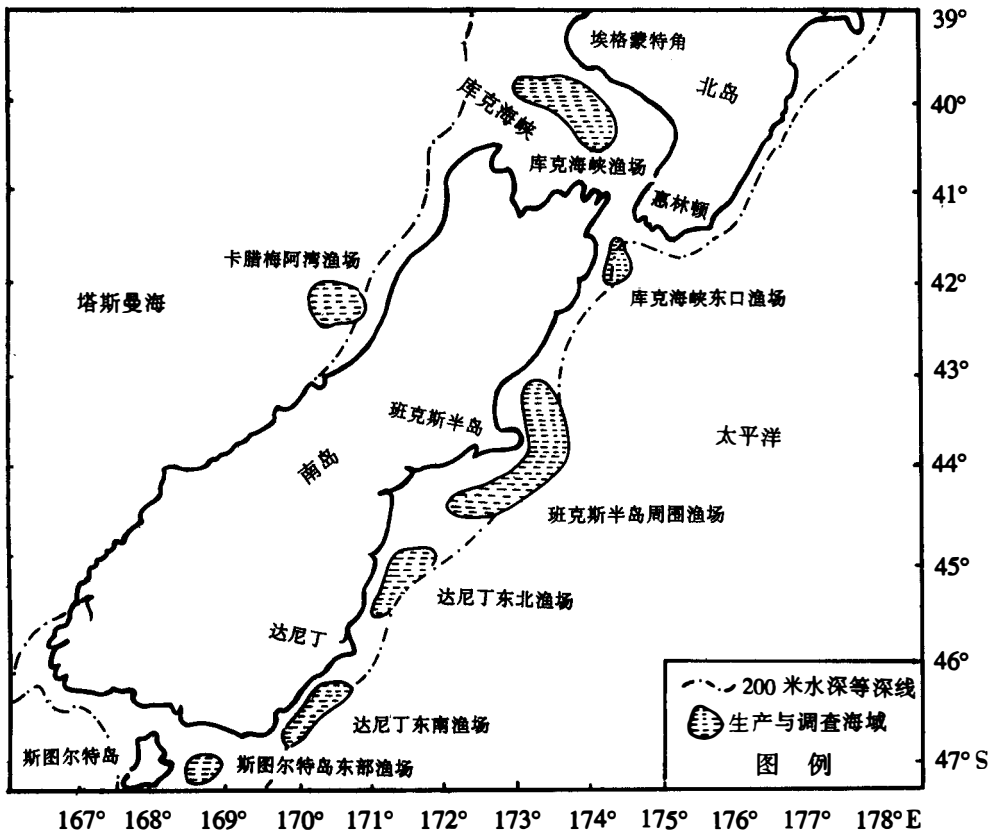 埃格蒙特角
北岛
库克海峡
库克海峡渔场
惠林顿
卡腊梅阿湾渔场
塔斯曼海
库克海峡东口渔场
班克斯半岛
太平洋
南岛
班克斯半岛周围渔场
达尼丁东北渔场
达尼丁
达尼丁东南渔场
斯图尔特岛
斯图尔特岛东部渔场
200 米水深等深线
生产与调查海域
图 例
39°
40°
41°
42°
43°
44°
45°
46°
47° S
167° 168° 169° 170° 171° 172° 173° 174° 175° 176° 177° 178° E